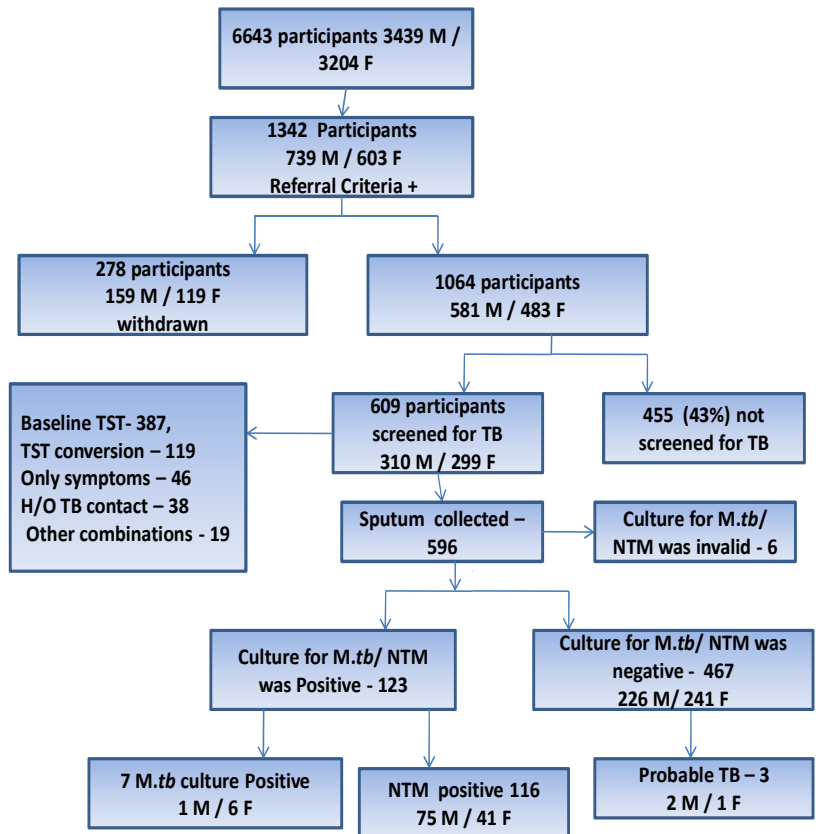 6643 participants 3439 M /
3204 F
1342 Participants
739 M / 603 F
Referral Criteria +
278 participants
159 M / 119 F
withdrawn
1064 participants
581 M / 483 F
Baseline TST- 387,
TST conversion – 119
Only symptoms – 46
H/O TB contact – 38
Other combinations - 19
609 participants
screened for TB
310 M / 299 F
455 (43%) not
screened for TB
Sputum collected –
596
Culture for M.tb/
NTM was invalid - 6
Culture for M.tb/ NTM
was Positive - 123
Culture for M.tb/ NTM was
negative - 467
226 M/ 241 F
7 M.tb culture Positive
1 M / 6 F
NTM positive 116
75 M / 41 F
Probable TB – 3
2 M / 1 F